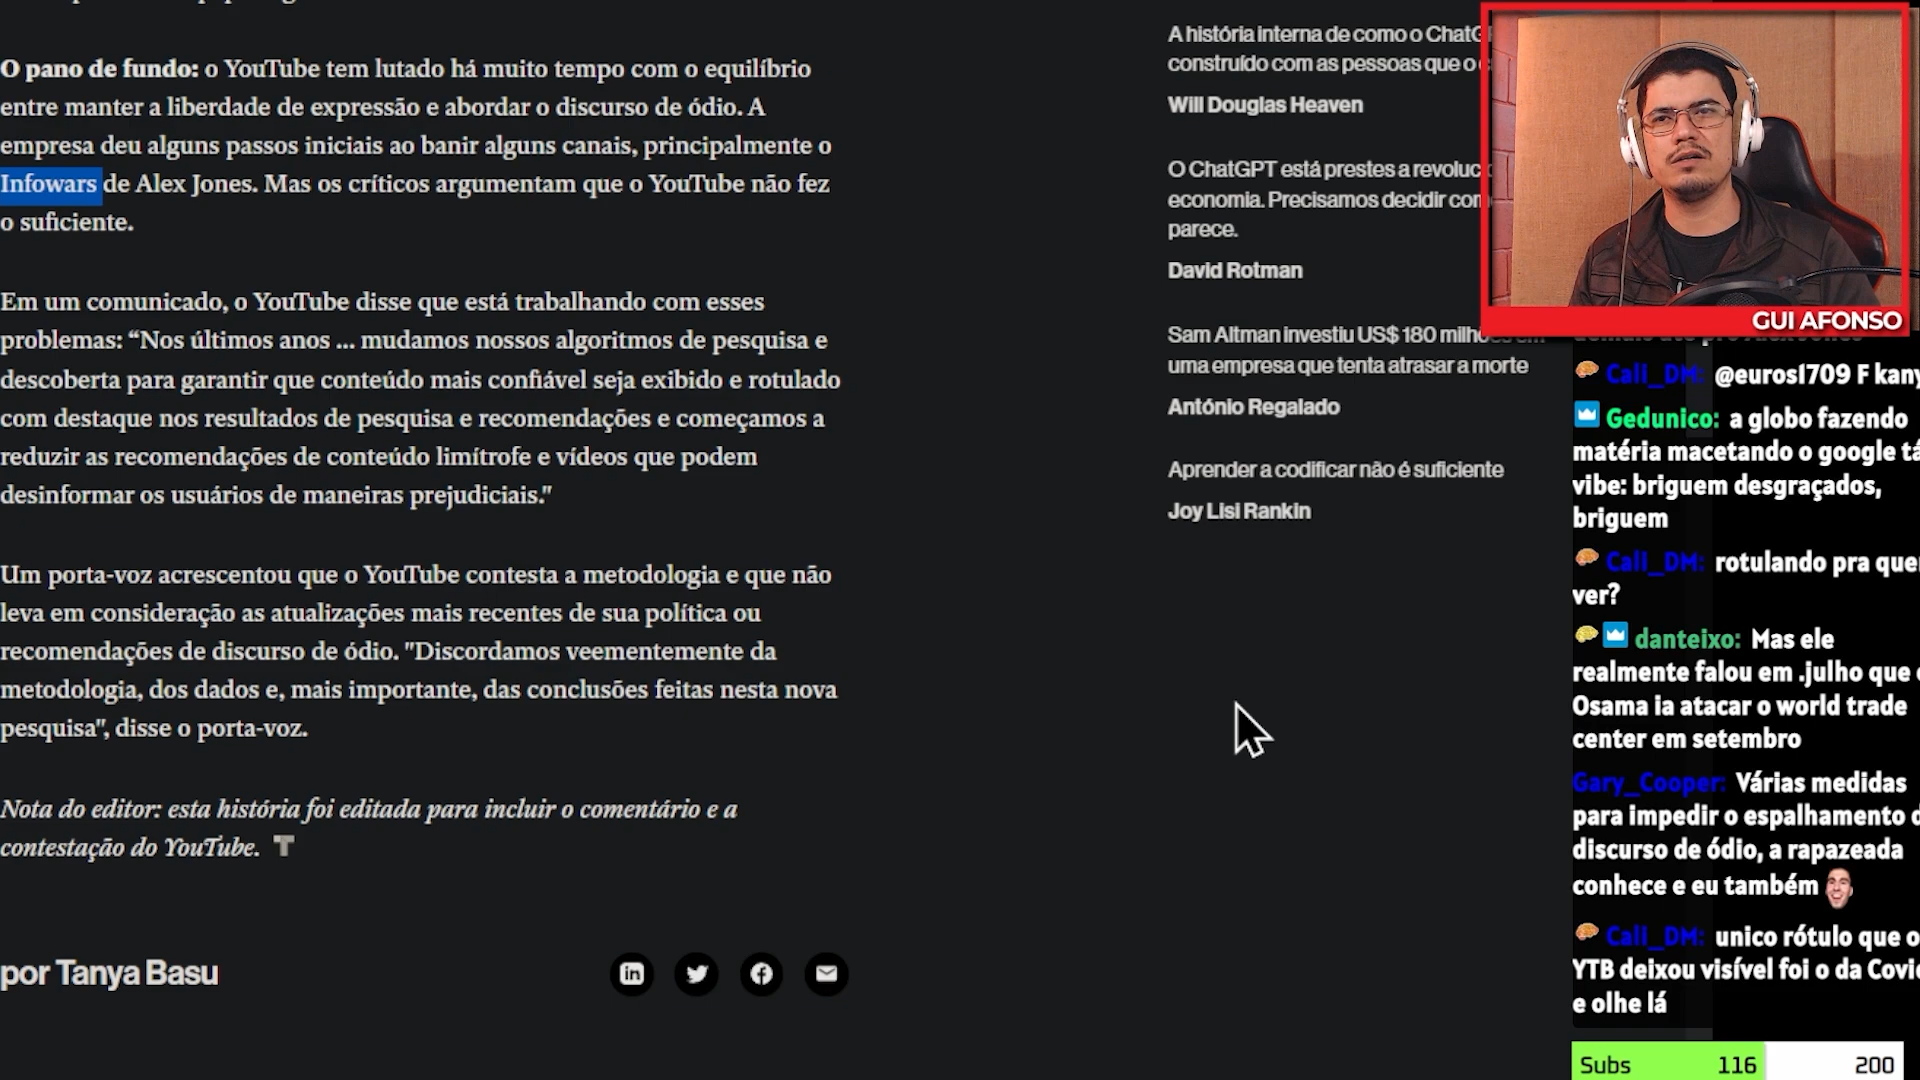 O pano de fundo: o YouTube tem lutado há muito tempo com o equilíbrio
entre manter a liberdade de expressão e abordar o discurso de ódio. A
empresa deu alguns passos iniciais ao banir alguns canais, principalmente o
Infowars de Alex Jones. Mas os críticos argumentam que o YouTube não fez
o suficiente.
Em um comunicado, o YouTube disse que está trabalhando com esses
problemas: “Nos últimos anos ... mudamos nossos algoritmos de pesquisa e
descoberta para garantir que conteúdo mais confiável seja exibido e rotulado
com destaque nos resultados de pesquisa e recomendações e começamos a
reduzir as recomendações de conteúdo limítrofe e vídeos que podem
desinformar os usuários de maneiras prejudiciais."
Um porta-voz acrescentou que o YouTube contesta a metodologia e que não
leva em consideração as atualizações mais recentes de sua política ou
recomendações de discurso de ódio. "Discordamos veementemente da
metodologia, dos dados e, mais importante, das conclusões feitas nesta nova
pesquisa", disse o porta-voz.
Nota do editor: esta história foi editada para incluir o comentário e a
contestação do YouTube.
por Tanya Basu
A história interna de como o ChatG
construído com as pessoas que o
Will Douglas Heaven
O ChatGPT está prestes a revoluc
economia. Precisamos decidir com
parece.
David Rotman
Sam Altman investiu US$ 180 milhões em
uma empresa que tenta atrasar a morte
António Regalado
Aprender a codificar não é suficiente
Joy Lisi Rankin
GUI AFONSO
Cali_DM: @euros1709 F kany
Gedunico: a globo fazendo
matéria macetando o google tá
vibe: briguem desgraçados,
briguem
Cali_DM: rotulando pra quem
ver?
danteixo: Mas ele
realmente falou em .julho que o
Osama ia atacar o world trade
center em setembro
Gary_Cooper: Várias medidas
para impedir o espalhamento d
discurso de ódio, a rapazeada
conhece e eu também
Cali_DM: unico rótulo que o
YTB deixou visível foi o da Covi
e olhe lá
Subs 116 200